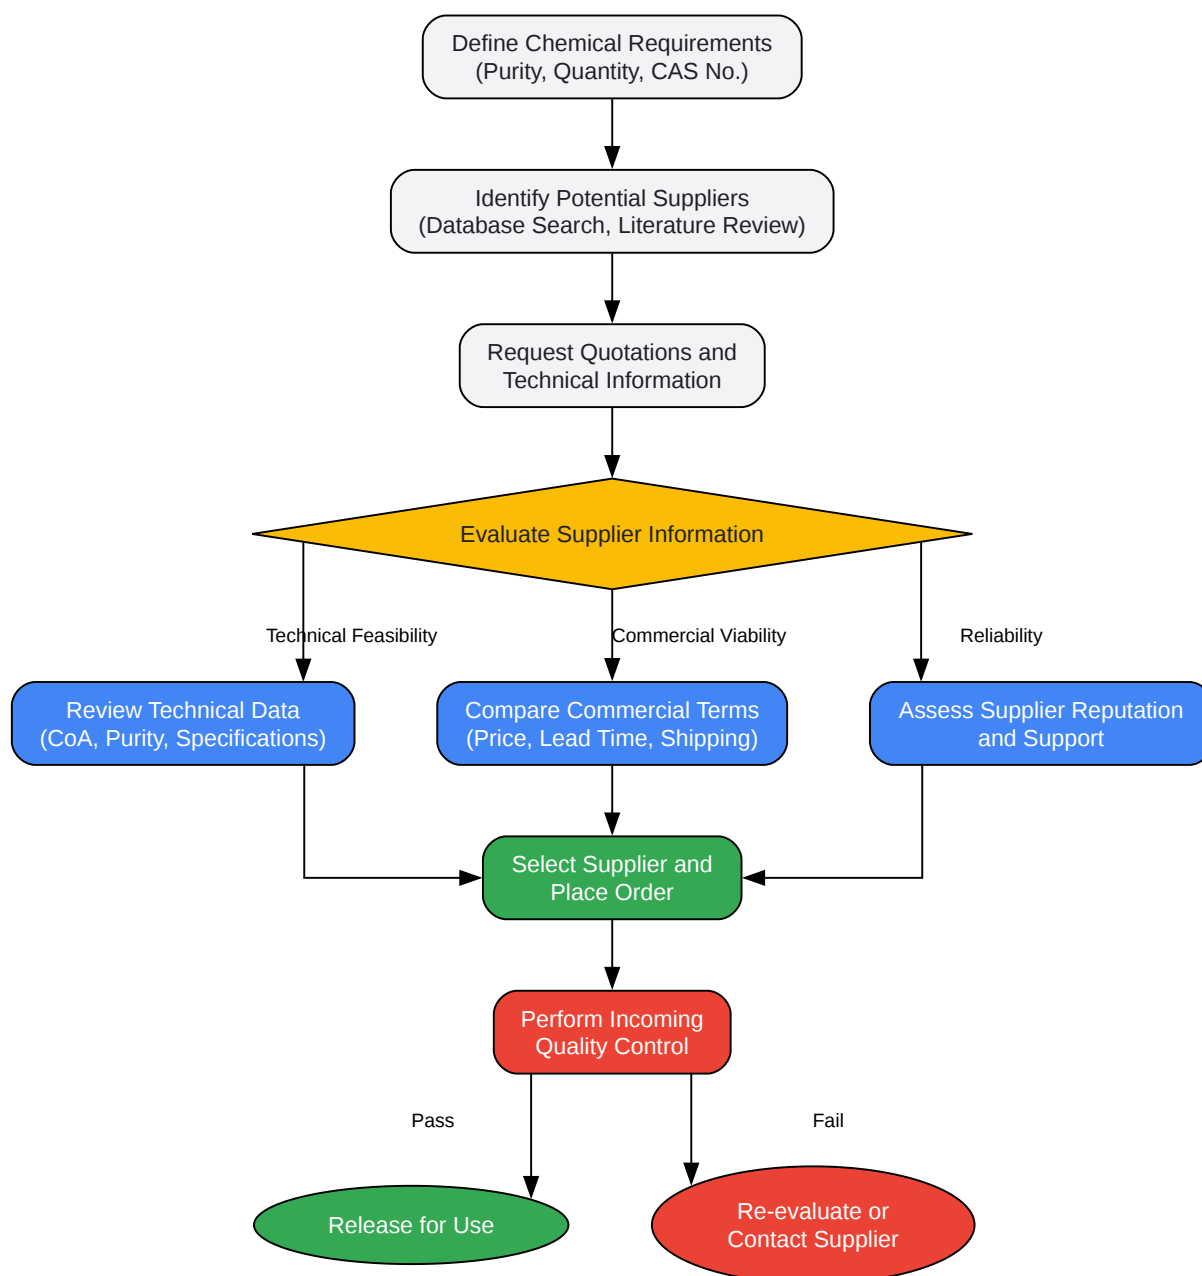 Define Chemical Requirements
(Purity, Quantity, CAS No.)
Identify Potential Suppliers
(Database Search, Literature Review)
Request Quotations and
Technical Information
Evaluate Supplier Information
Technical Feasibility
Commercial Viability
Reliability
Review Technical Data
(CoA, Purity, Specifications)
Compare Commercial Terms
(Price, Lead Time, Shipping)
Assess Supplier Reputation
and Support
Select Supplier and
Place Order
Perform Incoming
Quality Control
Pass
Fail
Release for Use
Re-evaluate or
Contact Supplier